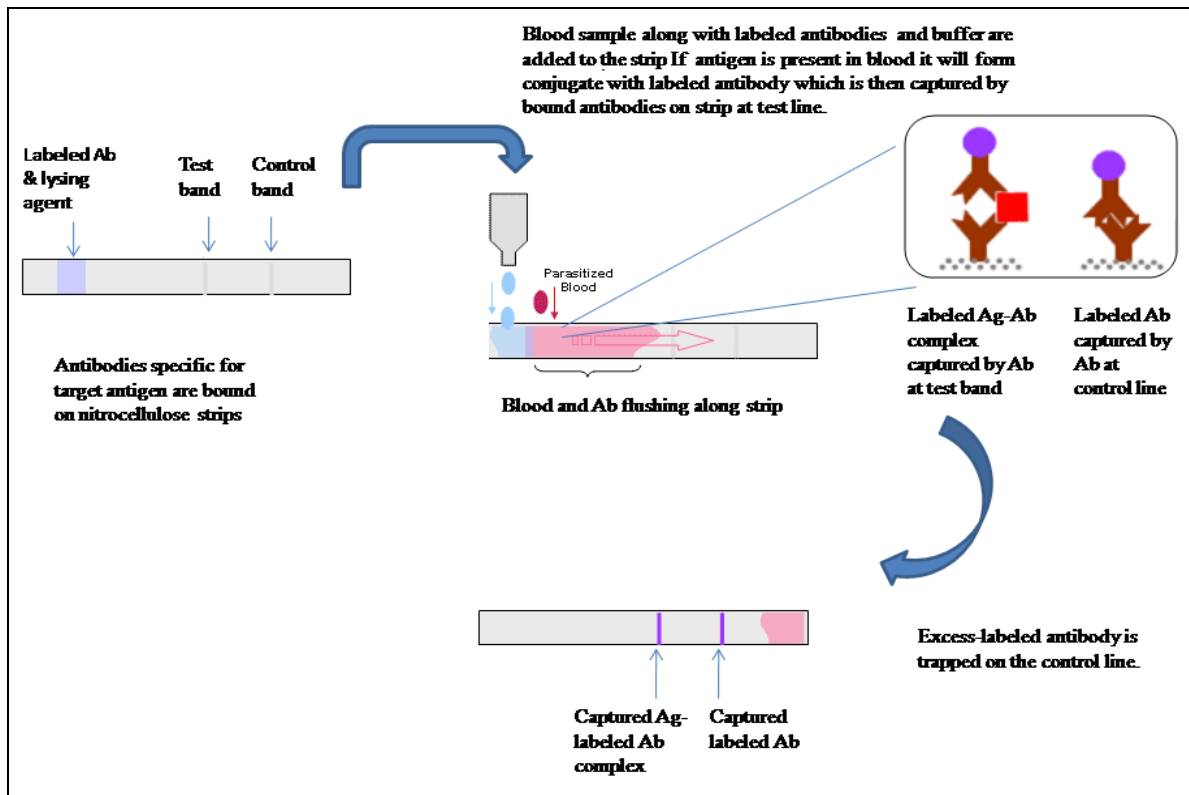 Blood sample along with labeled antibodies and buffer are
added to the strip If antigen is present in blood it will form
conjugate with labeled antibody which is then captured by
bound antibodies on strip at test line.
Labeled Ab
& lysing
agent
Test
band
Control
band
Parasitized
Blood
Antibodies specific for
target antigen are bound
on nitrocellulose strips
Blood and Ab flushing along strip
Labeled Ag-Ab
complex
captured by Ab
at test band
Labeled Ab
captured by
Ab at
control line
Excess-labeled antibody is
trapped on the control line.
Captured Ag-
labeled Ab
complex
Captured
labeled Ab